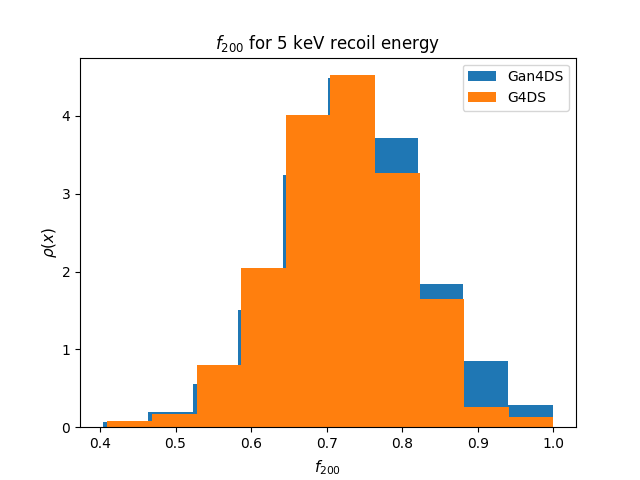 f₂₀₀ for 5 keV recoil energy
Gan4DS
G4DS
ρ(x)
4
3
2
1
0
0.4 0.5 0.6 0.7 0.8 0.9 1.0
f₂₀₀